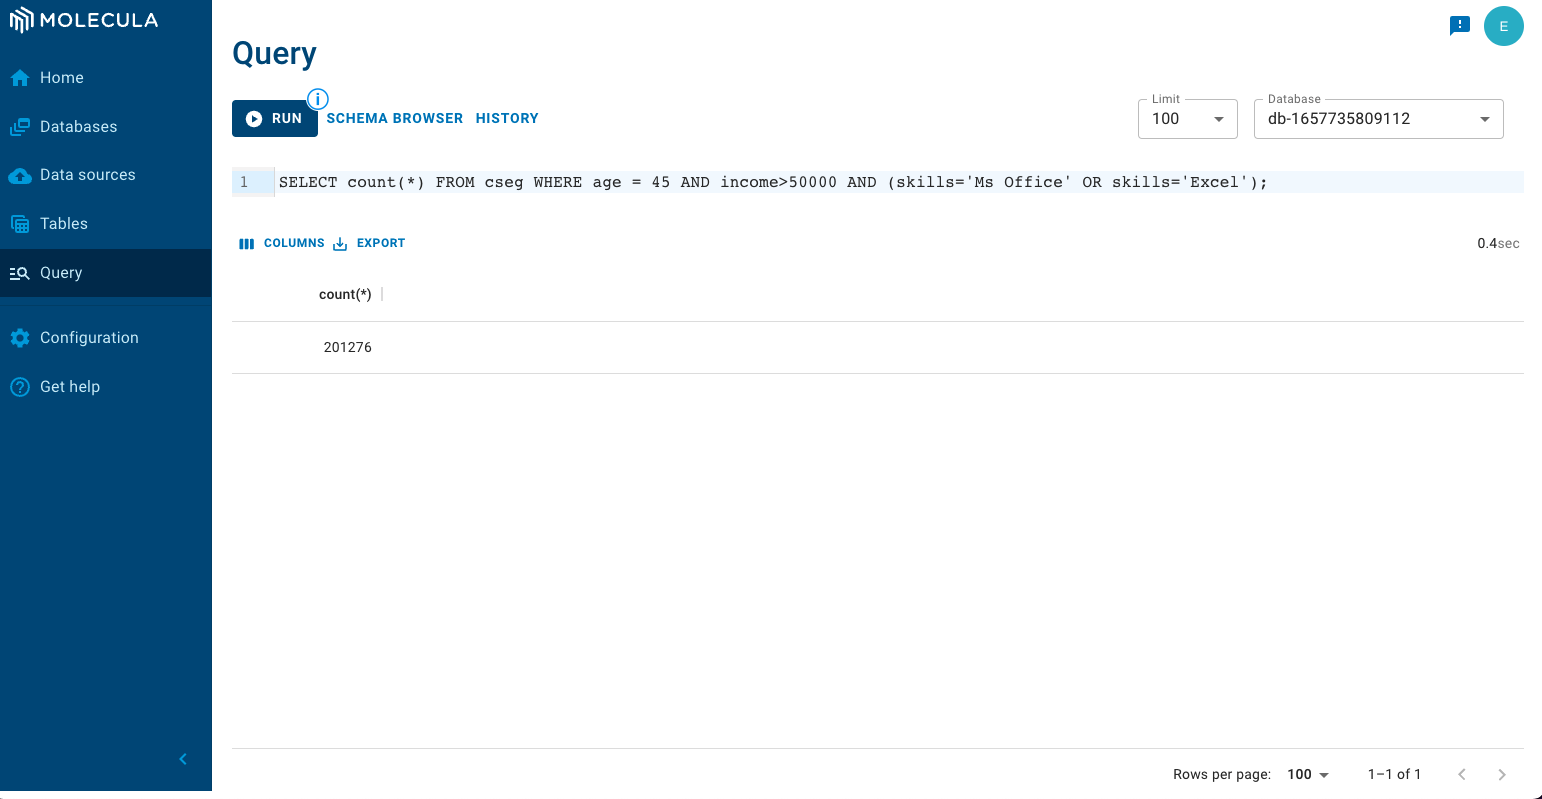 MOLECULA
Home
Databases
Data sources
Tables
Query
Configuration
Get help
E
Query
RUN
SCHEMA BROWSER
HISTORY
Limit
100
Database
db-1657735809112
1 SELECT count(*) FROM cseg WHERE age = 45 AND income>50000 AND (skills='Ms Office' OR skills='Excel');
COLUMNS
EXPORT
0.4sec
count(*)
201276
Rows per page: 100
1–1 of 1